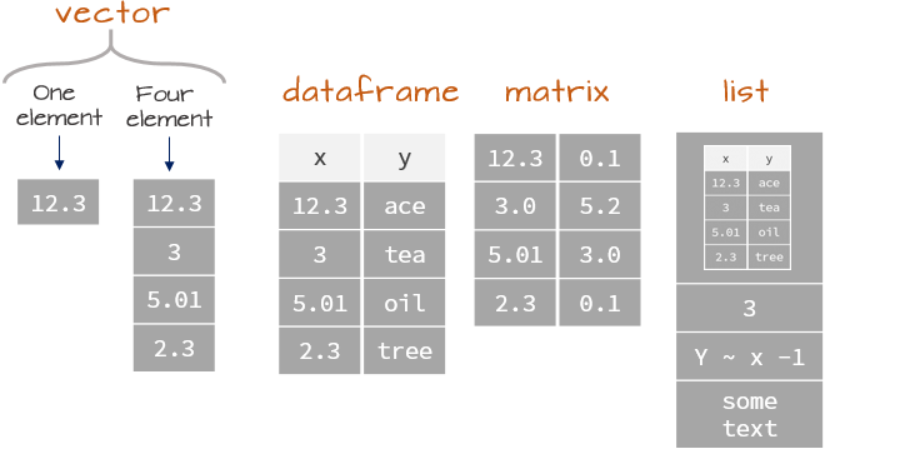 vector
One
element
Four
element
12.3
12.3
3
5.01
2.3
dataframe
x y
12.3 ace
3 tea
5.01 oil
2.3 tree
matrix
12.3 0.1
3.0 5.2
5.01 3.0
2.3 0.1
list
x y
12.3 ace
3 tea
5.01 oil
2.3 tree
3
Y ~ x -1
some
text